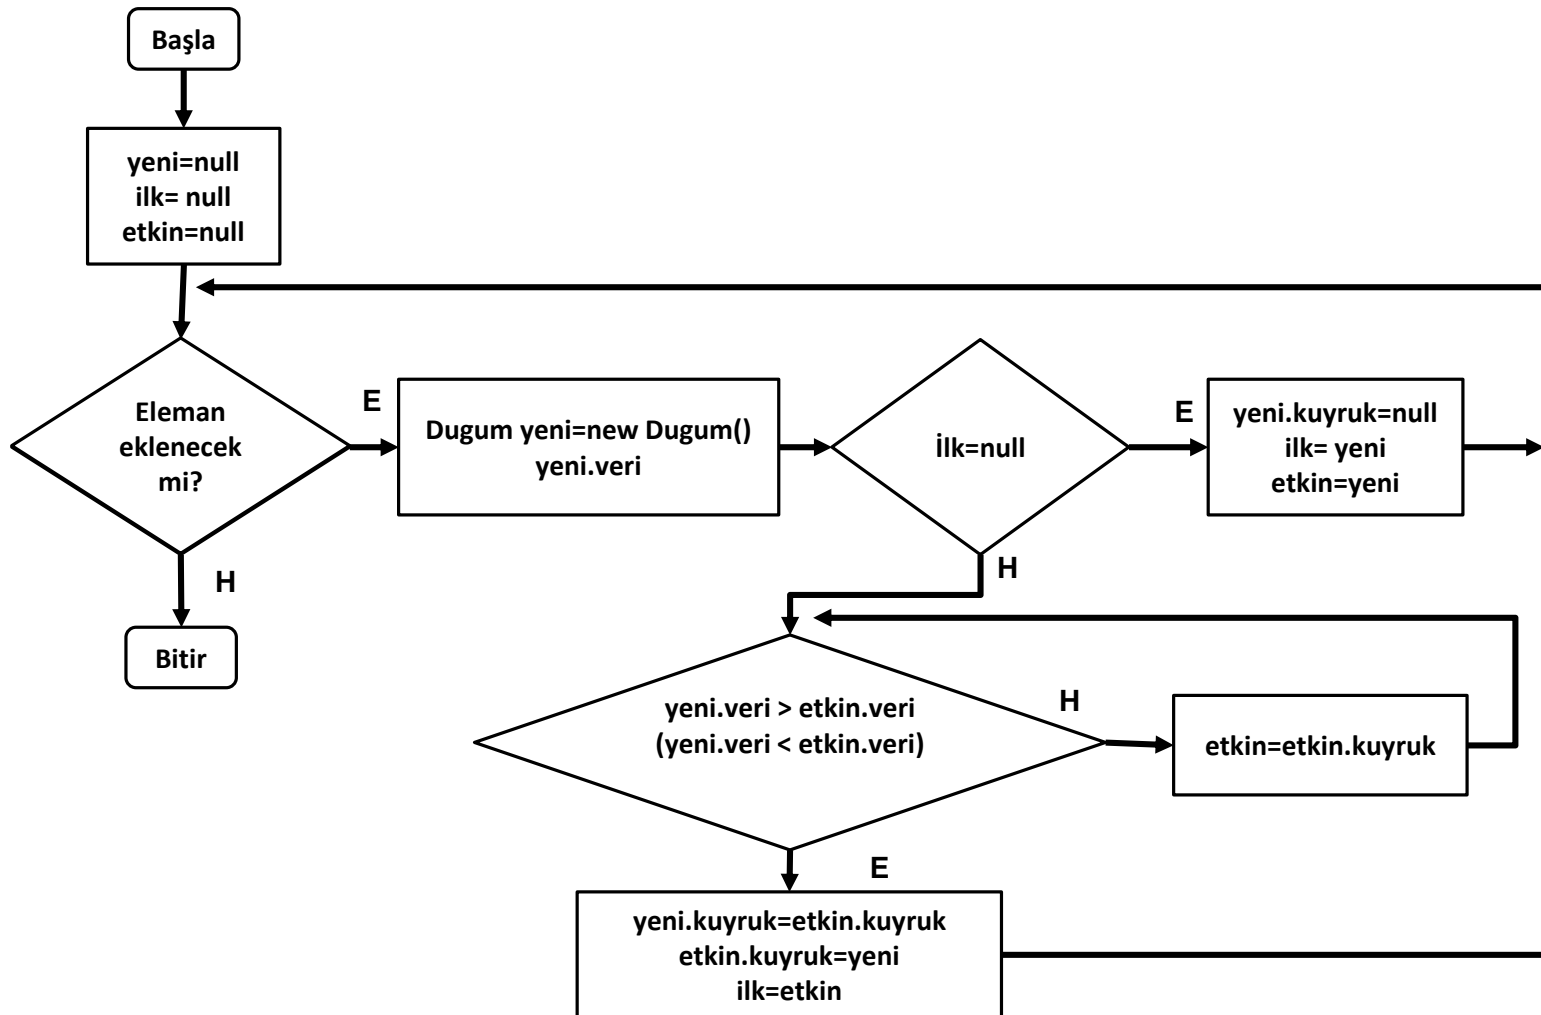 Başla
yeni=null
ilk= null
etkin=null
Eleman
eklenecek
mi?
E
Dugum yeni=new Dugum()
yeni.veri
İlk=null
E
yeni.kuyruk=null
ilk= yeni
etkin=yeni
H
Bitir
H
yeni.veri > etkin.veri
(yeni.veri < etkin.veri)
H
etkin=etkin.kuyruk
E
yeni.kuyruk=etkin.kuyruk
etkin.kuyruk=yeni
ilk=etkin